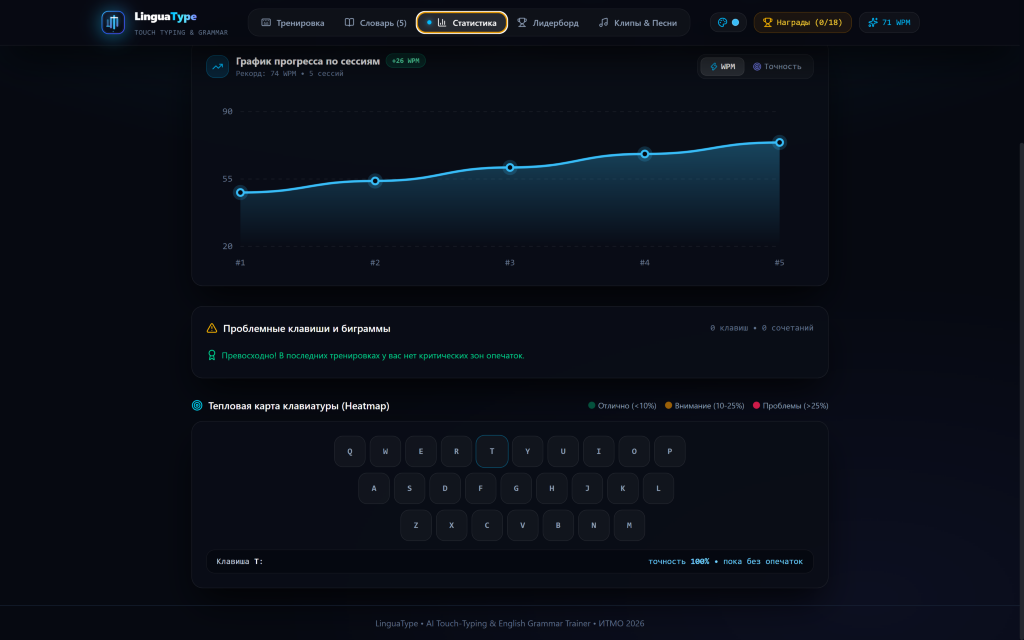 LinguaType
TOUCH TYPING & GRAMMAR
Тренировка
Словарь (5)
Статистика
Лидерборд
Клипы & Песни
Награды (0/18)
71 WPM
График прогресса по сессиям
+26 WPM
Рекорд: 74 WPM • 5 сессий
WPM
Точность
90
55
20
#1 #2 #3 #4 #5
Проблемные клавиши и биграммы
0 клавиш • 0 сочетаний
Превосходно! В последних тренировках у вас нет критических зон опечаток.
Тепловая карта клавиатуры (Heatmap)
Отлично (<10%) Внимание (10-25%) Проблемы (>25%)
Q W E R T Y U I O P
A S D F G H J K L
Z X C V B N M
Клавиша T:
точность 100% • пока без опечаток
LinguaType • AI Touch-Typing & English Grammar Trainer • ИТМО 2026